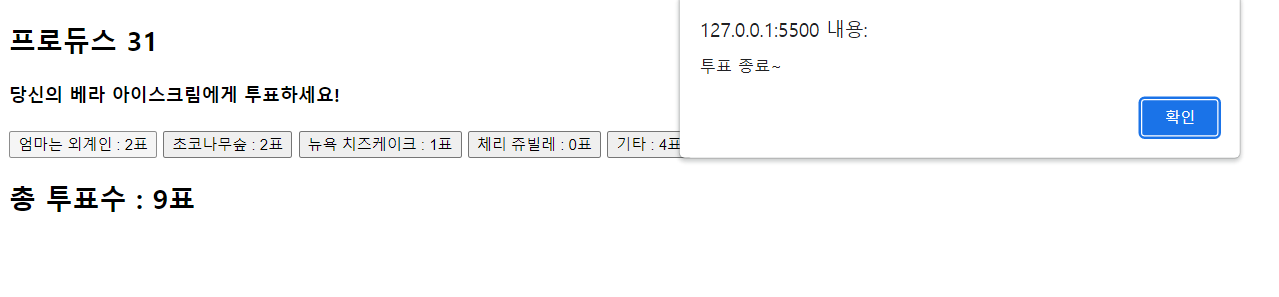 프로듀스 31
당신의 베라 아이스크림에게 투표하세요!
엄마는 외계인 : 2표 초코나무숲 : 2표 뉴욕 치즈케이크 : 1표 체리 쥬빌레 : 0표 기타 : 4표
총 투표수 : 9표
127.0.0.1:5500 내용:
투표 종료~
확인